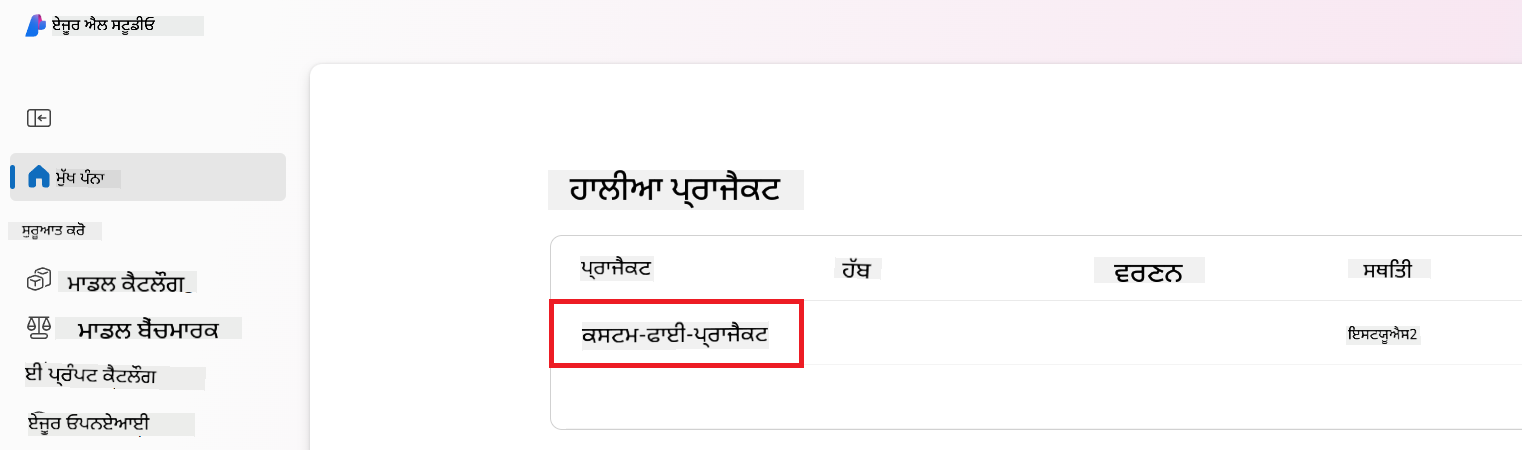 ਏਜੂਰ ਐਲ ਸਟੂਡੀਓ
ਮੁੱਖ ਪੰਨਾ
ਸੁਰੂਆਤ ਕਰੋ
ਮਾਡਲ ਕੈਟਲੌਗ
ਮਾਡਲ ਬੈਂਚਮਾਰਕ
ਈ ਪ੍ਰੰਪਟ ਕੈਟਲੌਗ
ਏਜੂਰ ਓਪਨਏਆਈ
ਹਾਲੀਆ ਪ੍ਰਾਜੈਕਟ
ਪ੍ਰਾਜੈਕਟ ਹੱਬ ਵਰਣਨ ਸਥਿਤੀ
ਕਸਟਮ-ਫਾਈ-ਪ੍ਰਾਜੈਕਟ ਇਸਟਯੂਐਸ2